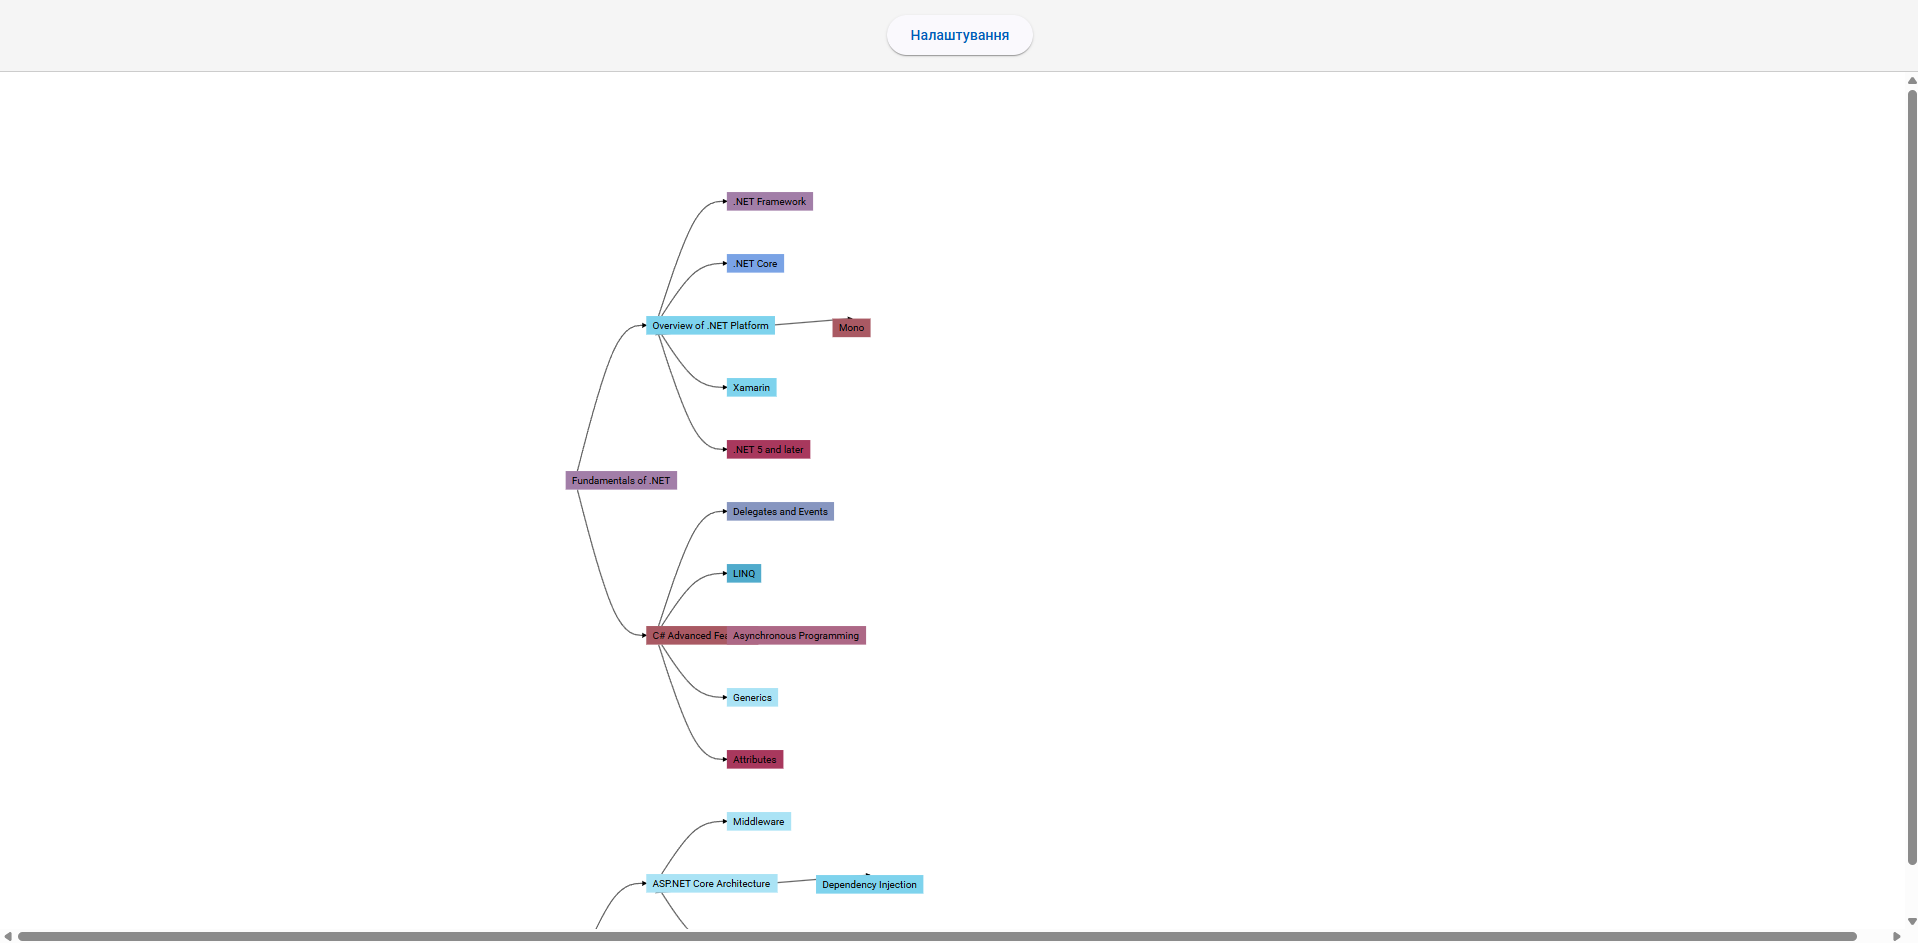 Налаштування
.NET Framework
.NET Core
Overview of .NET Platform
Mono
Xamarin
.NET 5 and later
Fundamentals of .NET
Delegates and Events
LINQ
C# Advanced Fea
Asynchronous Programming
Generics
Attributes
Middleware
ASP.NET Core Architecture
Dependency Injection